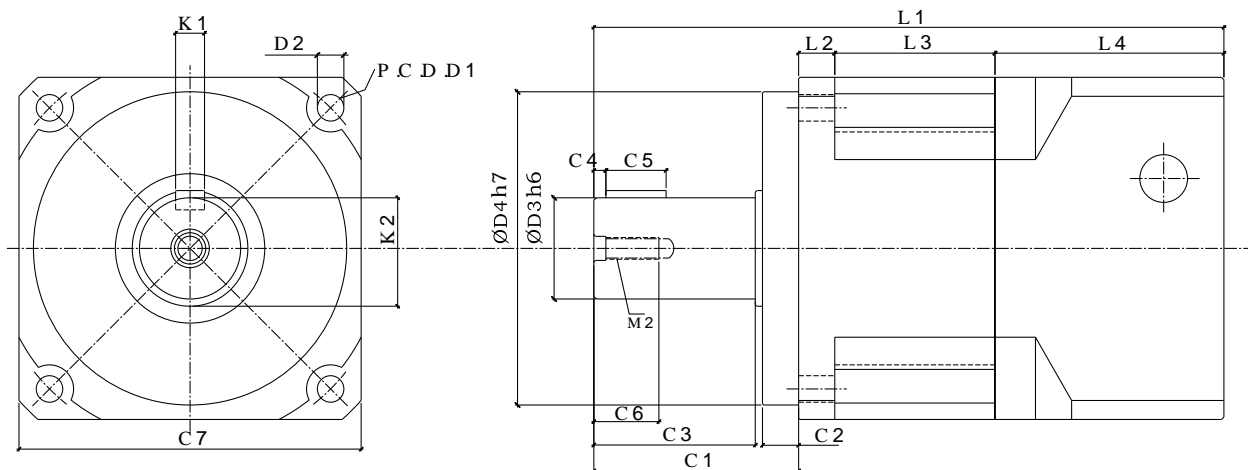 K1
D2
P.C.D.D1
K2
C7
L1
L2
L3
L4
C4
C5
ØD4h7
ØD3h6
M2
C6
C3
C2
C1